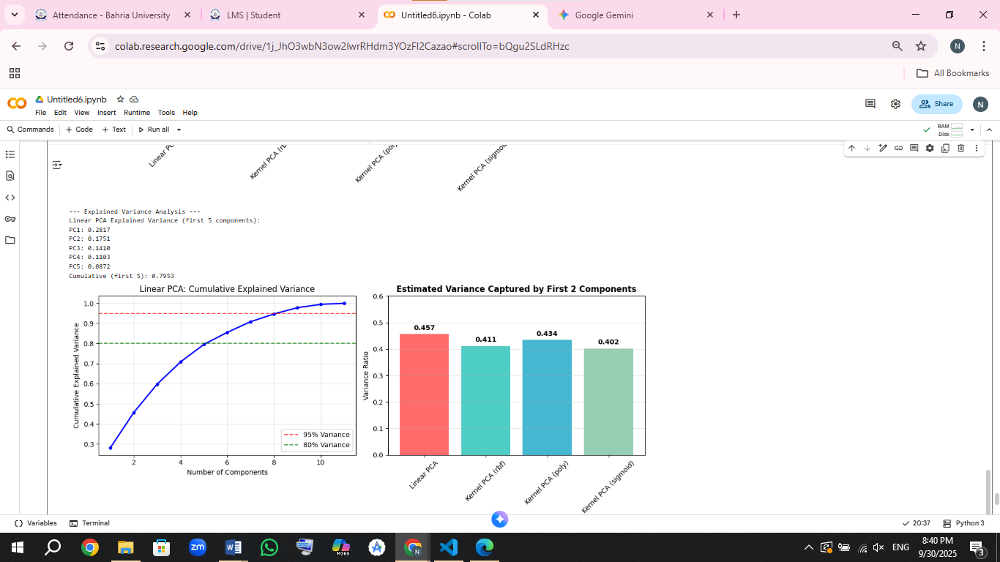 Attendance - Bahria University
LMS | Student
Untitled6.ipynb - Colab
Google Gemini
colab.research.google.com/drive/1j_JhO3wbN3ow2IwrRHdm3YOzFI2Cazao#scrollTo=bQgu2SLdRHzc
N
All Bookmarks
Untitled6.ipynb
File Edit View Insert Runtime Tools Help
Share
N
Commands + Code + Text Run all
RAM
Disk
Linear PC
Kernel PCA (rb
Kernel PCA (poly
Kernel PCA (sigmoi
--- Explained Variance Analysis ---
Linear PCA Explained Variance (first 5 components):
PC1: 0.2817
PC2: 0.1751
PC3: 0.1410
PC4: 0.1103
PC5: 0.0872
Cumulative (first 5): 0.7953
Linear PCA: Cumulative Explained Variance
Cumulative Explained Variance
1.0
0.9
0.8
0.7
0.6
0.5
0.4
0.3
95% Variance
80% Variance
2 4 6 8 10
Number of Components
Estimated Variance Captured by First 2 Components
Variance Ratio
0.6
0.5
0.4
0.3
0.2
0.1
0.0
0.457
0.411
0.434
0.402
Linear PCA
Kernel PCA (rbf)
Kernel PCA (poly)
Kernel PCA (sigmoid)
{} Variables Terminal
20:37 Python 3
zm
W
M365
N
ENG
8:40 PM
9/30/2025
3